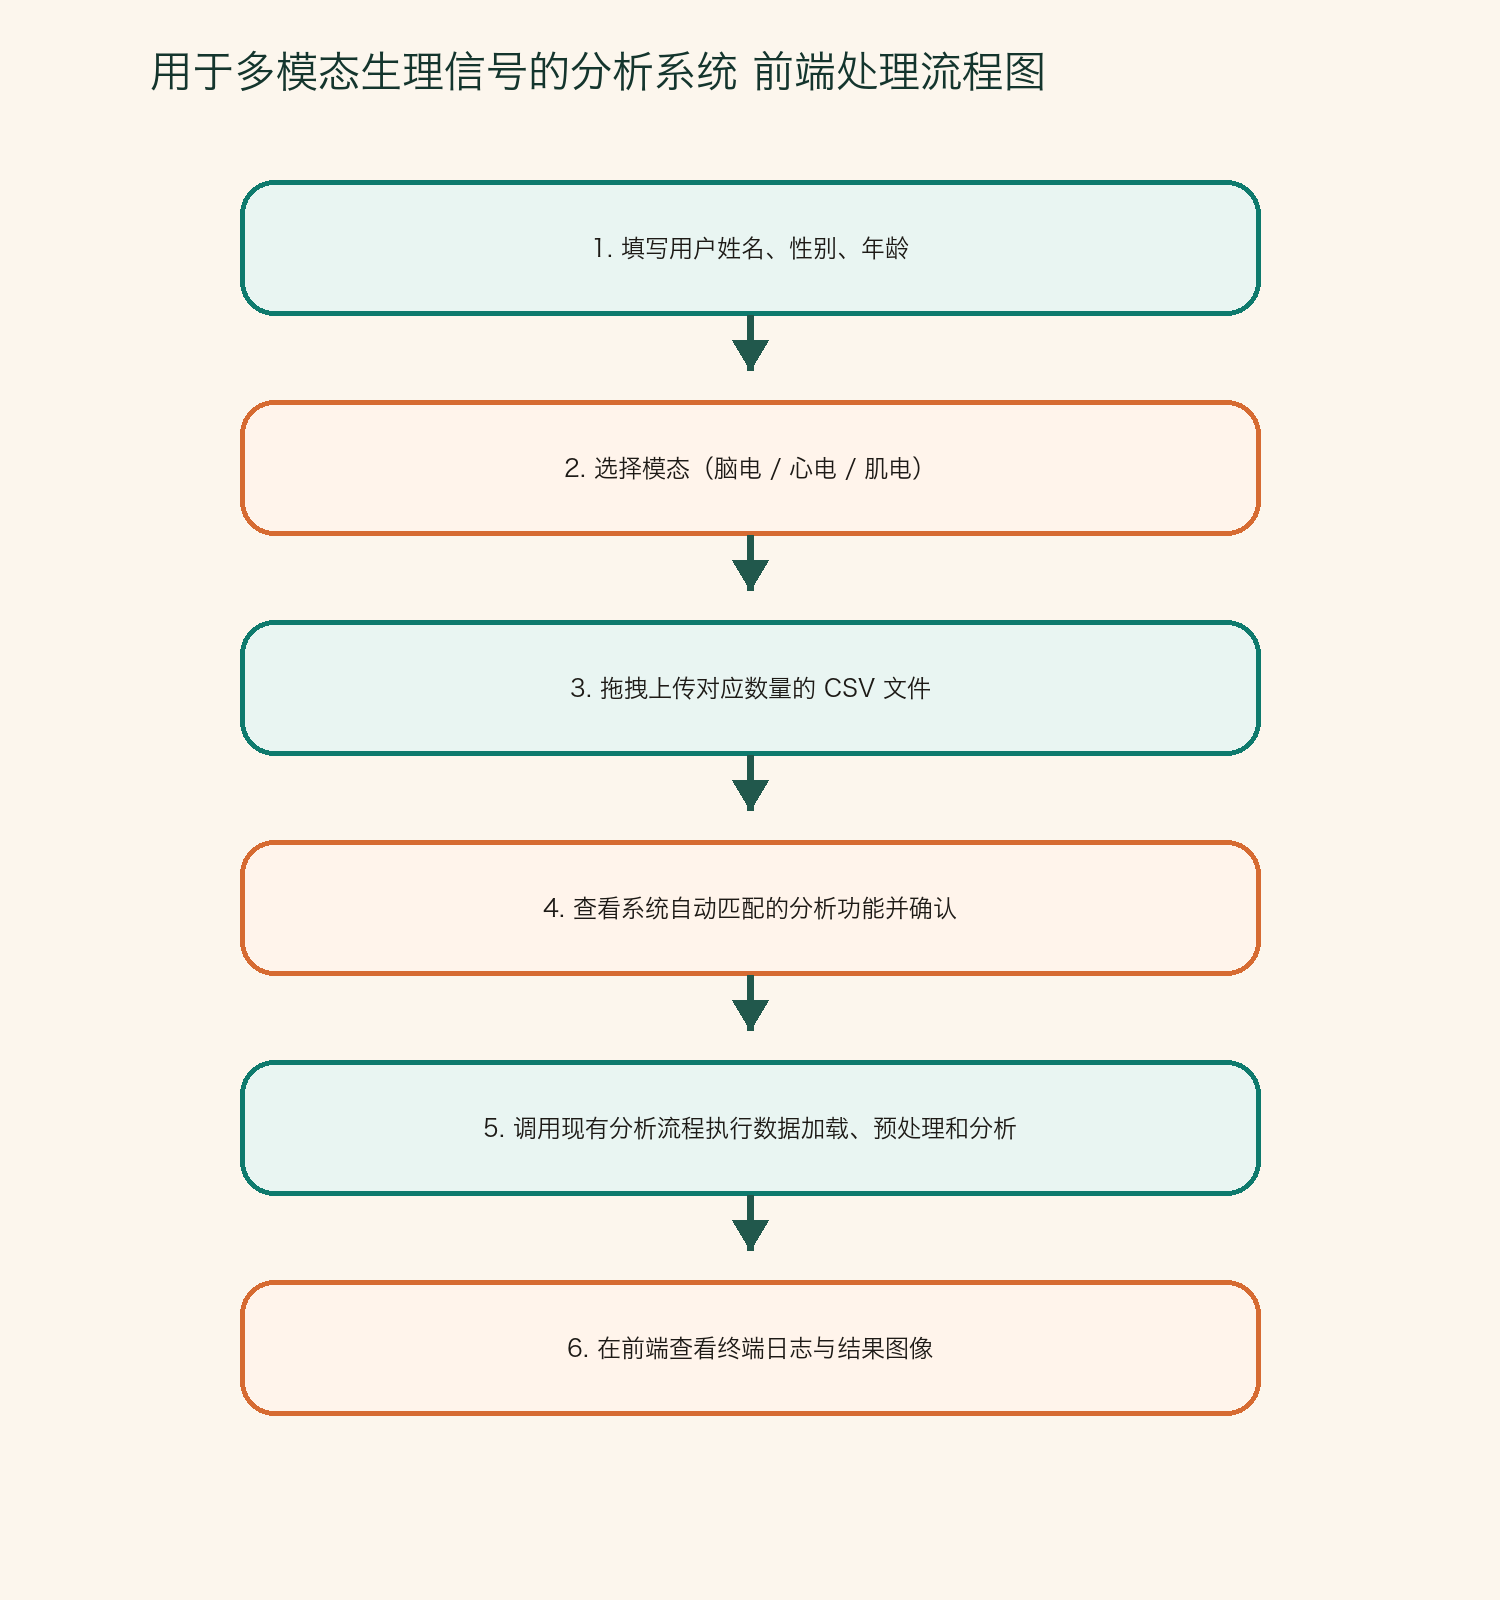 用于多模态生理信号的分析系统 前端处理流程图
1. 填写用户姓名、性别、年龄
2. 选择模态（脑电 / 心电 / 肌电）
3. 拖拽上传对应数量的 CSV 文件
4. 查看系统自动匹配的分析功能并确认
5. 调用现有分析流程执行数据加载、预处理和分析
6. 在前端查看终端日志与结果图像